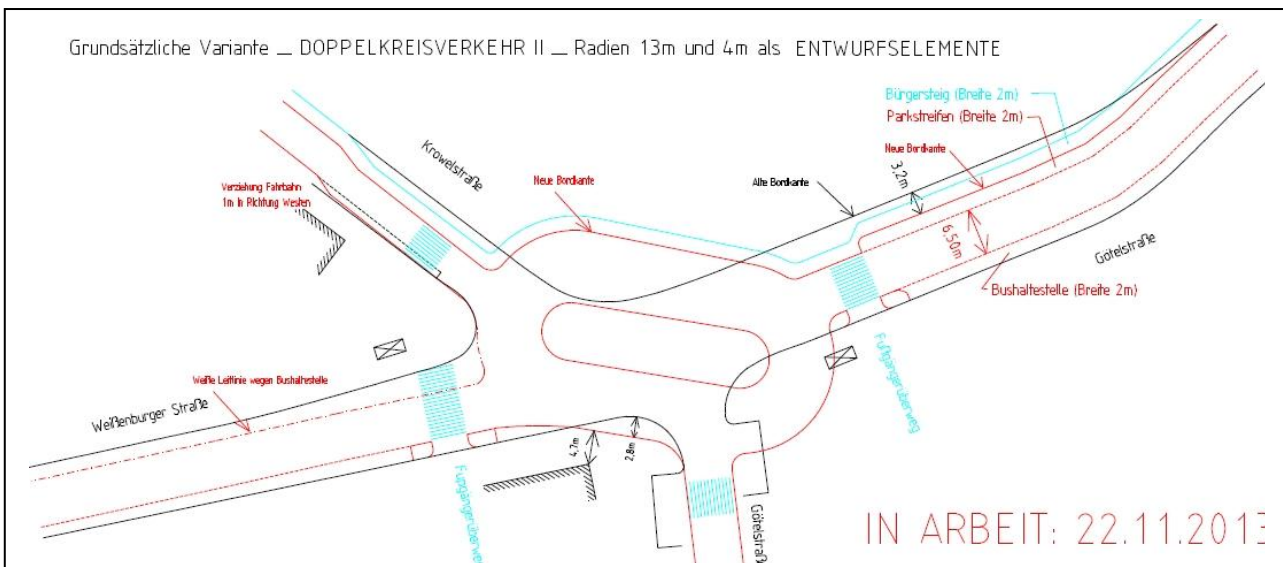 Grundsätzliche Variante _ DOPPELKREISVERKEHR II _ Radien 13m und 4m als ENTWURFSELEMENTE
Bürgersteig (Breite 2m)
Parkstreifen (Breite 2m)
Neue Bordkante
Krowelstraße
Neue Bordkante
Alte Bordkante
3,2m
Verziehung Fahrbahn
1m in Richtung Westen
6,50m
Götelstraße
Bushaltestelle (Breite 2m)
Weiße Leitlinie wegen Bushaltestelle
Fußgängerüberweg
Weißenburger Straße
4,7m
2,8m
Fußgängerüberweg
Götelstraße
IN ARBEIT: 22.11.2013